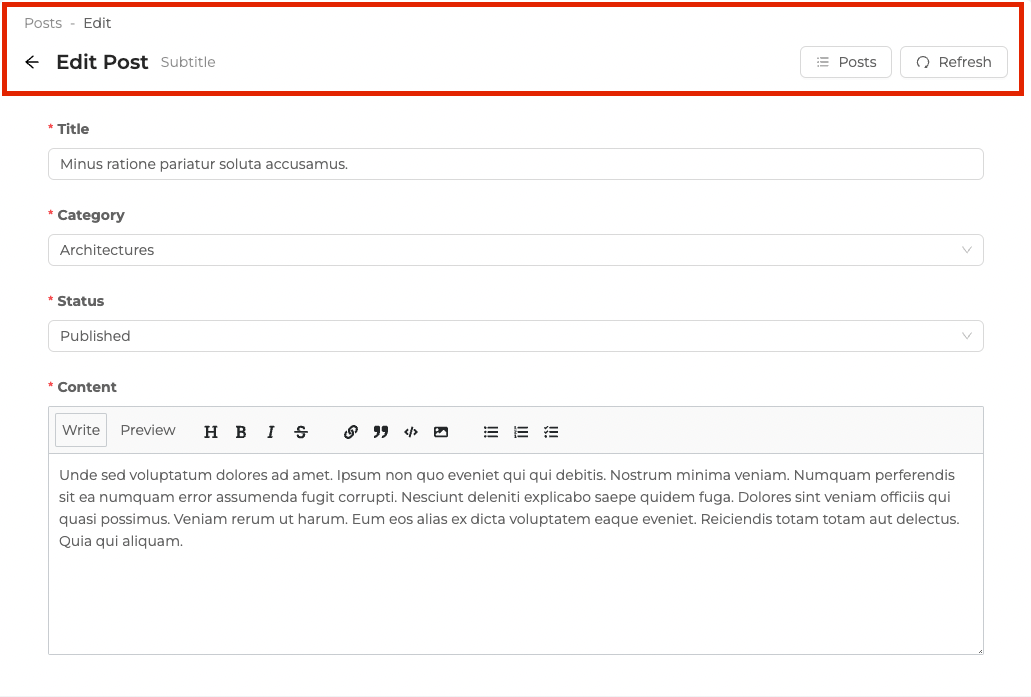 Posts - Edit
Edit Post Subtitle Posts Refresh
* Title
Minus ratione pariatur soluta accusamus.
* Category
Architectures
* Status
Published
* Content
Write Preview H B I S
Unde sed voluptatum dolores ad amet. Ipsum non quo eveniet qui qui debitis. Nostrum minima veniam. Numquam perferendis
sit ea numquam error assumenda fugit corrupti. Nesciunt deleniti explicabo saepe quidem fuga. Dolores sint veniam officiis qui
quasi possimus. Veniam rerum ut harum. Eum eos alias ex dicta voluptatem eaque eveniet. Reiciendis totam totam aut delectus.
Quia qui aliquam.